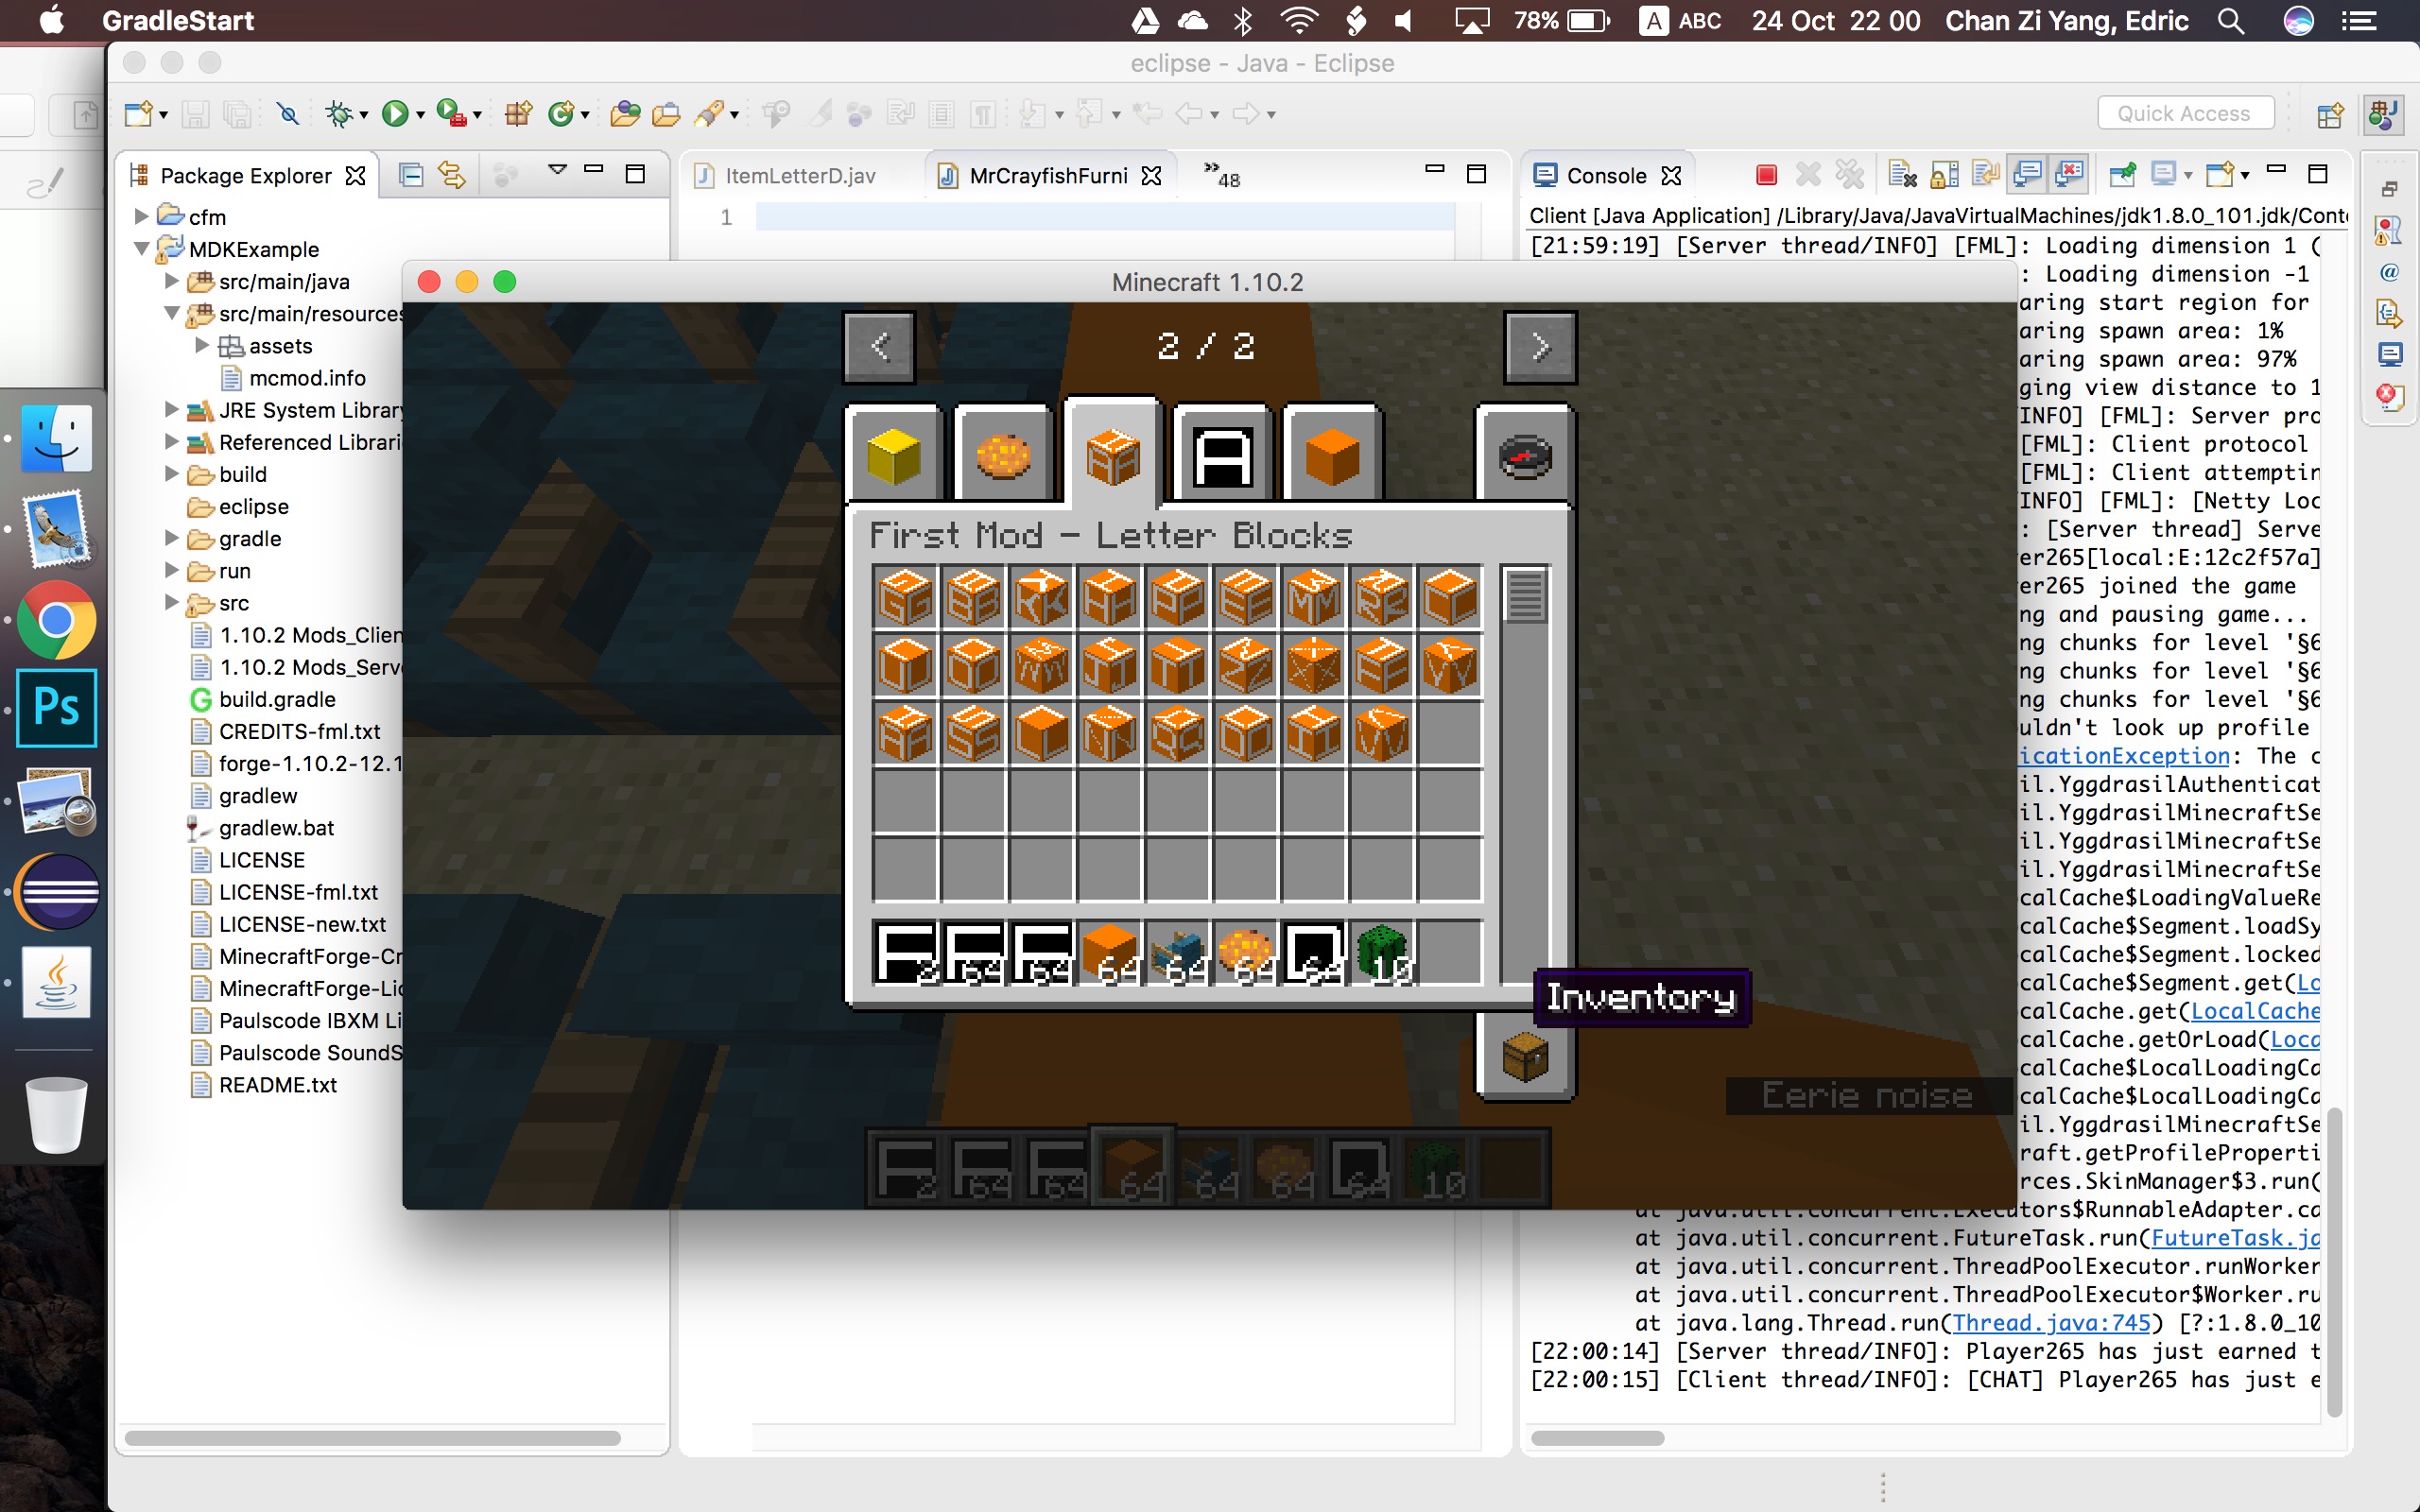 GradleStart
78%
A ABC
24 Oct 22 00
Chan Zi Yang, Edric
eclipse - Java - Eclipse
Quick Access
Package Explorer
ItemLetterD.jav
MrCrayfishFurni
48
Console
1
Client [Java Application] /Library/Java/JavaVirtualMachines/jdk1.8.0_101.jdk/Cont
cfm
MDKExample
src/main/java
src/main/resources
assets
mcmod.info
JRE System Library
Referenced Librari
build
eclipse
gradle
run
src
1.10.2 Mods_Clien
1.10.2 Mods_Serve
build.gradle
CREDITS-fml.txt
forge-1.10.2-12.1
gradlew
gradlew.bat
LICENSE
LICENSE-fml.txt
LICENSE-new.txt
MinecraftForge-Cr
MinecraftForge-Lic
Paulscode IBXM Li
Paulscode SoundS
README.txt
Ps
Minecraft 1.10.2
<
2 / 2
>
A
First Mod - Letter Blocks
2 64 64 64 64 64 64 10
Inventory
Eerie noise
2 64 64 64 64 64 64 10
[21:59:19] [Server thread/INFO] [FML]: Loading dimension 1 (
: Loading dimension -1
aring start region for
aring spawn area: 1%
aring spawn area: 97%
ging view distance to 1
INFO] [FML]: Server pro
[FML]: Client protocol
[FML]: Client attemptin
INFO] [FML]: [Netty Loc
: [Server thread] Serve
er265[local:E:12c2f57a]
er265 joined the game
ng and pausing game...
ng chunks for level '§6
ng chunks for level '§6
ng chunks for level '§6
uldn't look up profile
icationException: The c
il.YggdrasilAuthenticat
il.YggdrasilMinecraftSe
il.YggdrasilMinecraftSe
il.YggdrasilMinecraftSe
calCache$LoadingValueRe
calCache$Segment.loadSy
calCache$Segment.locked
calCache$Segment.get(Lo
calCache.get(LocalCache
calCache.getOrLoad(Loca
calCache$LocalLoadingCa
calCache$LocalLoadingCa
il.YggdrasilMinecraftSe
raft.getProfileProperti
rces.SkinManager$3.run(
at java.util.concurrent.Executors$RunnableAdapter.ca
at java.util.concurrent.FutureTask.run(FutureTask.ja
at java.util.concurrent.ThreadPoolExecutor.runWorker
at java.util.concurrent.ThreadPoolExecutor$Worker.ru
at java.lang.Thread.run(Thread.java:745) [?:1.8.0_10
[22:00:14] [Server thread/INFO]: Player265 has just earned t
[22:00:15] [Client thread/INFO]: [CHAT] Player265 has just e